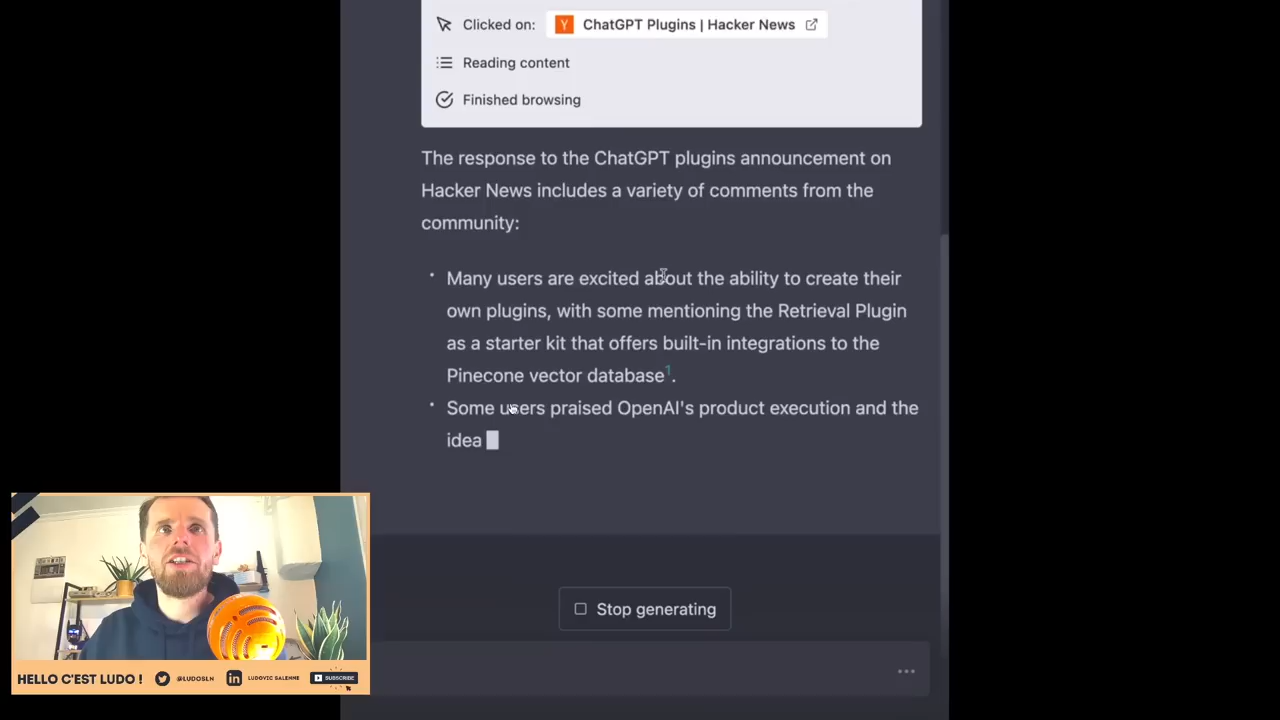 Clicked on: ChatGPT Plugins | Hacker News
Reading content
Finished browsing
The response to the ChatGPT plugins announcement on
Hacker News includes a variety of comments from the
community:
Many users are excited about the ability to create their
own plugins, with some mentioning the Retrieval Plugin
as a starter kit that offers built-in integrations to the
Pinecone vector database1.
Some users praised OpenAI's product execution and the
idea
Stop generating
HELLO C'EST LUDO ! @LUDOSLN LUDOVIC SALENNE SUBSCRIBE